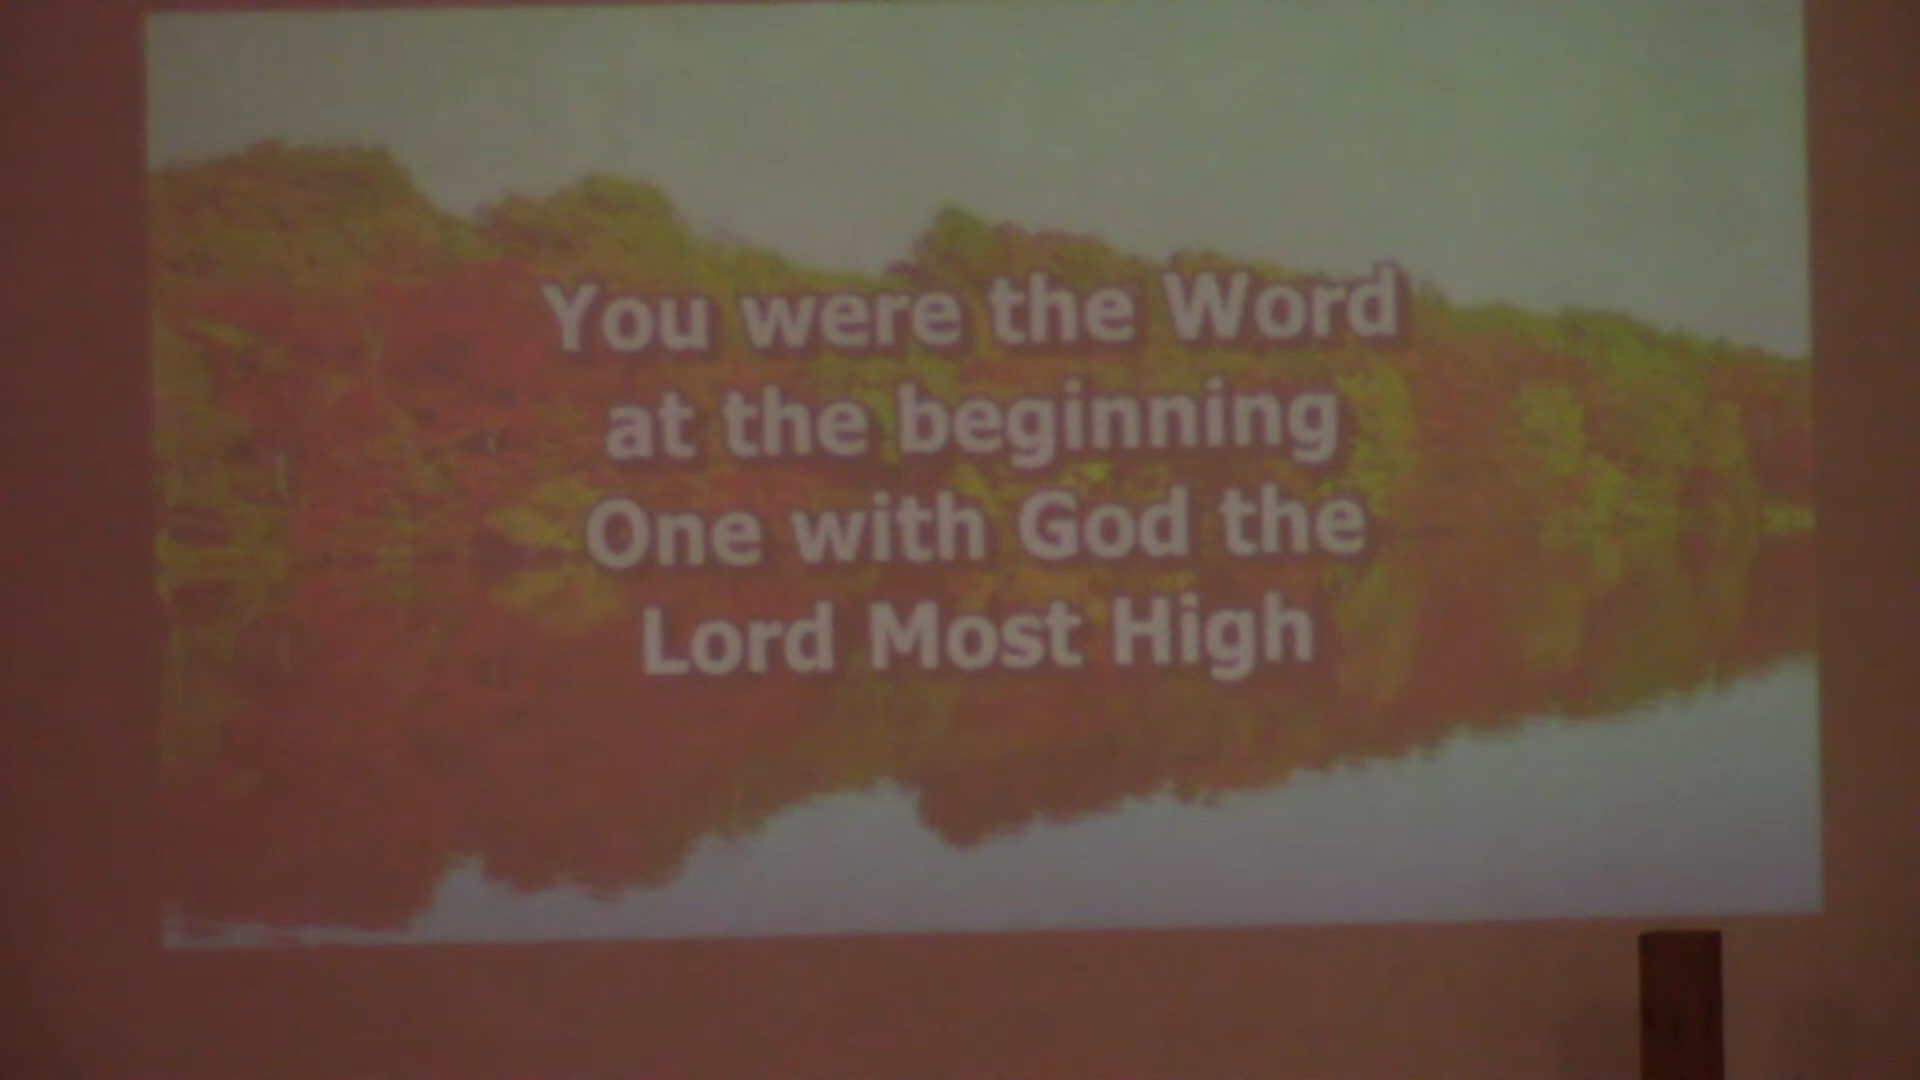 You were the Word
at the beginning
One with God the
Lord Most High